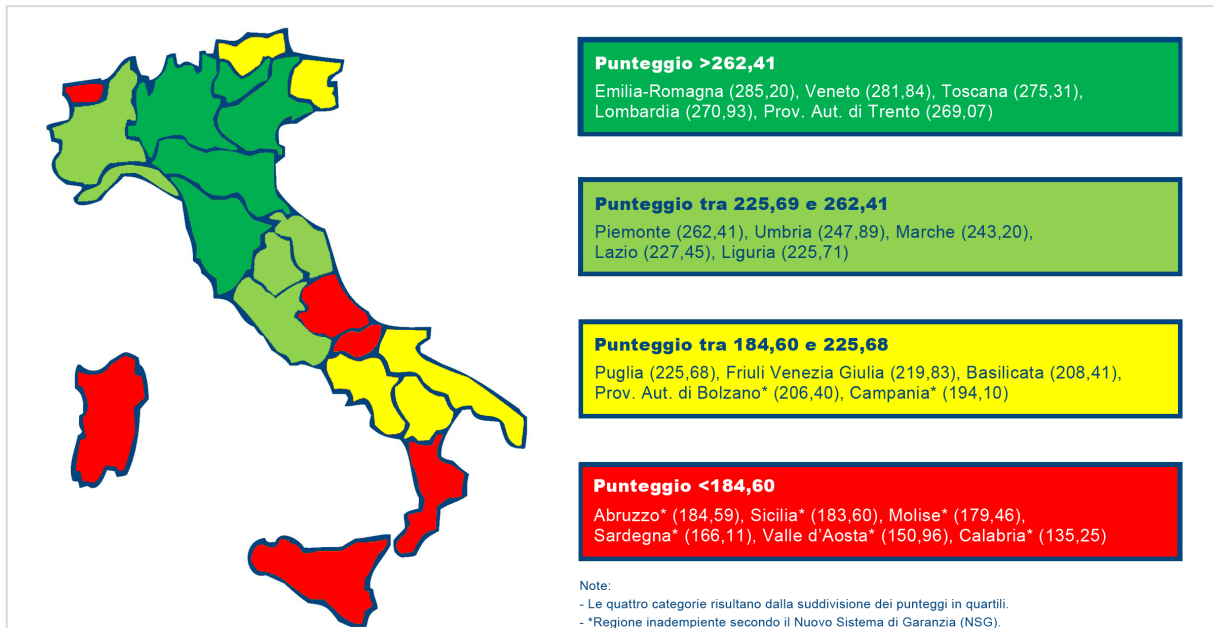 Punteggio >262,41
Emilia-Romagna (285,20), Veneto (281,84), Toscana (275,31),
Lombardia (270,93), Prov. Aut. di Trento (269,07)
Punteggio tra 225,69 e 262,41
Piemonte (262,41), Umbria (247,89), Marche (243,20),
Lazio (227,45), Liguria (225,71)
Punteggio tra 184,60 e 225,68
Puglia (225,68), Friuli Venezia Giulia (219,83), Basilicata (208,41),
Prov. Aut. di Bolzano* (206,40), Campania* (194,10)
Punteggio <184,60
Abruzzo* (184,59), Sicilia* (183,60), Molise* (179,46),
Sardegna* (166,11), Valle d’Aosta* (150,96), Calabria* (135,25)
Note:
- Le quattro categorie risultano dalla suddivisione dei punteggi in quartili.
- *Regione inadempiente secondo il Nuovo Sistema di Garanzia (NSG).